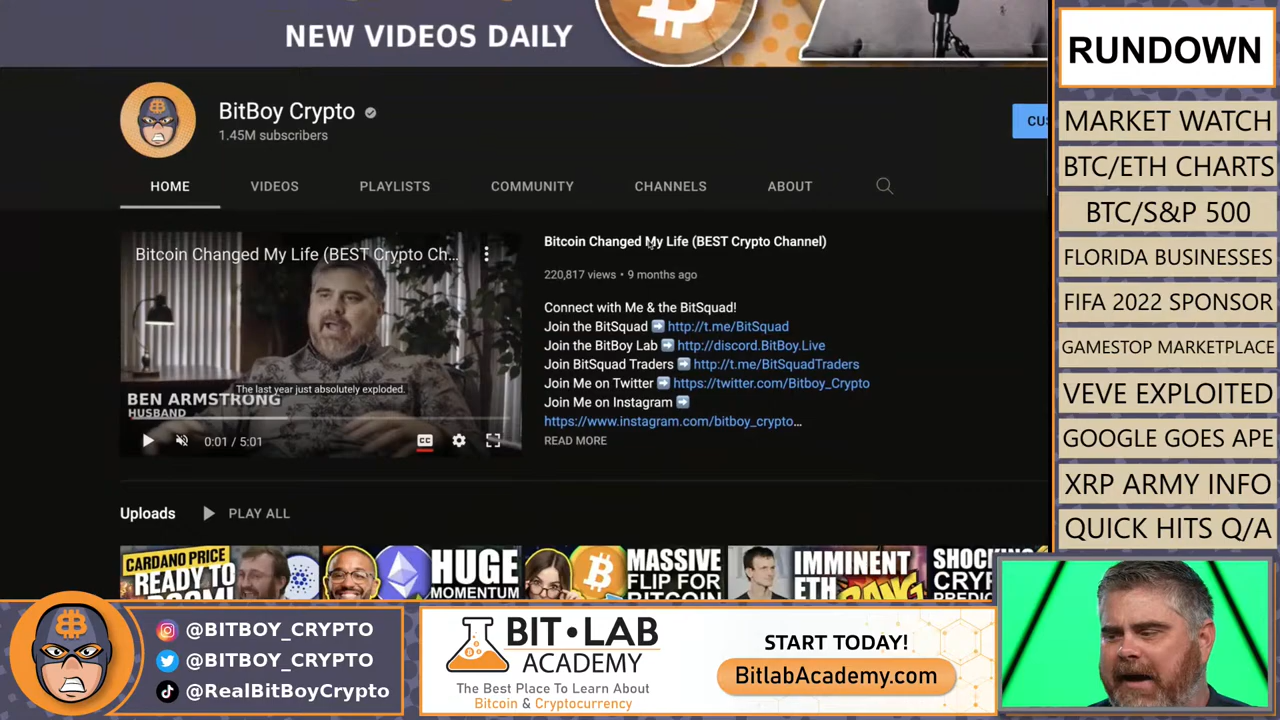 NEW VIDEOS DAILY
BitBoy Crypto
1.45M subscribers
HOME
VIDEOS
PLAYLISTS
COMMUNITY
CHANNELS
ABOUT
Bitcoin Changed My Life (BEST Crypto Ch...
The last year just absolutely exploded.
BEN ARMSTRONG
HUSBAND
0:01 / 5:01
CC
Bitcoin Changed My Life (BEST Crypto Channel)
220,817 views • 9 months ago
Connect with Me & the BitSquad!
Join the BitSquad ➡️ http://t.me/BitSquad
Join the BitBoy Lab ➡️ http://discord.BitBoy.Live
Join BitSquad Traders ➡️ http://t.me/BitSquadTraders
Join Me on Twitter ➡️ https://twitter.com/Bitboy_Crypto
Join Me on Instagram ➡️
https://www.instagram.com/bitboy_crypto...
READ MORE
Uploads
PLAY ALL
CARDANO PRICE
READY TO
HUGE
MOMENTUM
MASSIVE
FLIP FOR
IMMINENT
ETH
RUNDOWN
MARKET WATCH
BTC/ETH CHARTS
BTC/S&P 500
FLORIDA BUSINESSES
FIFA 2022 SPONSOR
GAMESTOP MARKETPLACE
VEVE EXPLOITED
GOOGLE GOES APE
XRP ARMY INFO
QUICK HITS Q/A
@BITBOY_CRYPTO
@BITBOY_CRYPTO
@RealBitBoyCrypto
BIT•LAB
ACADEMY
The Best Place To Learn About
Bitcoin & Cryptocurrency
START TODAY!
BitlabAcademy.com